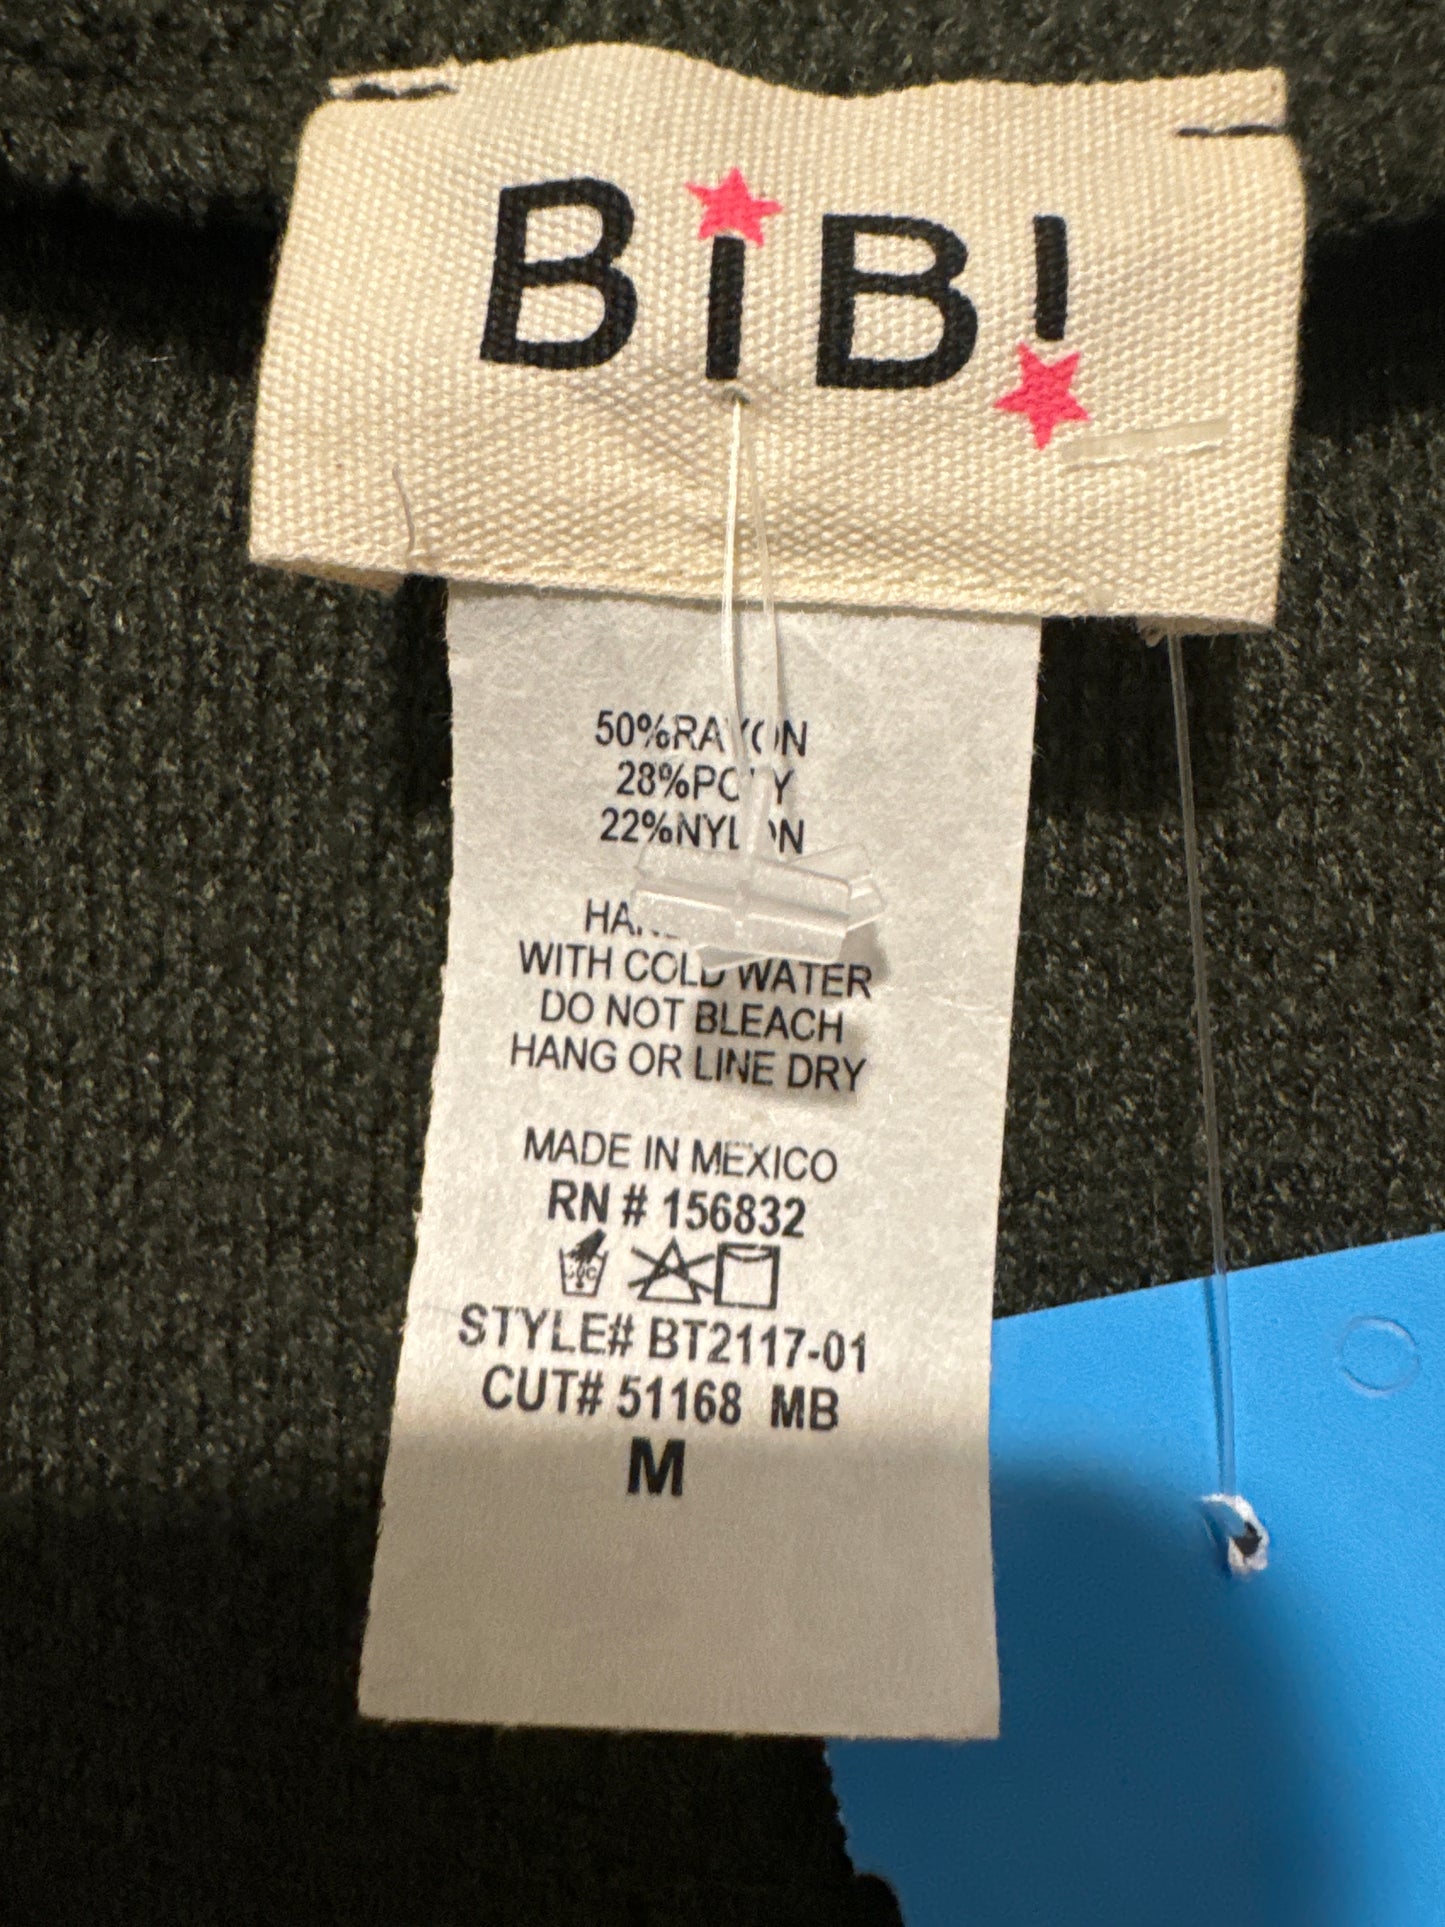 BiB!
50%RAYON
28%POLY
22%NYLON
WITH COLD WATER
DO NOT BLEACH
HANG OR LINE DRY
MADE IN MEXICO
RN # 156832
STYLE# BT2117-01
CUT# 51168 MB
M